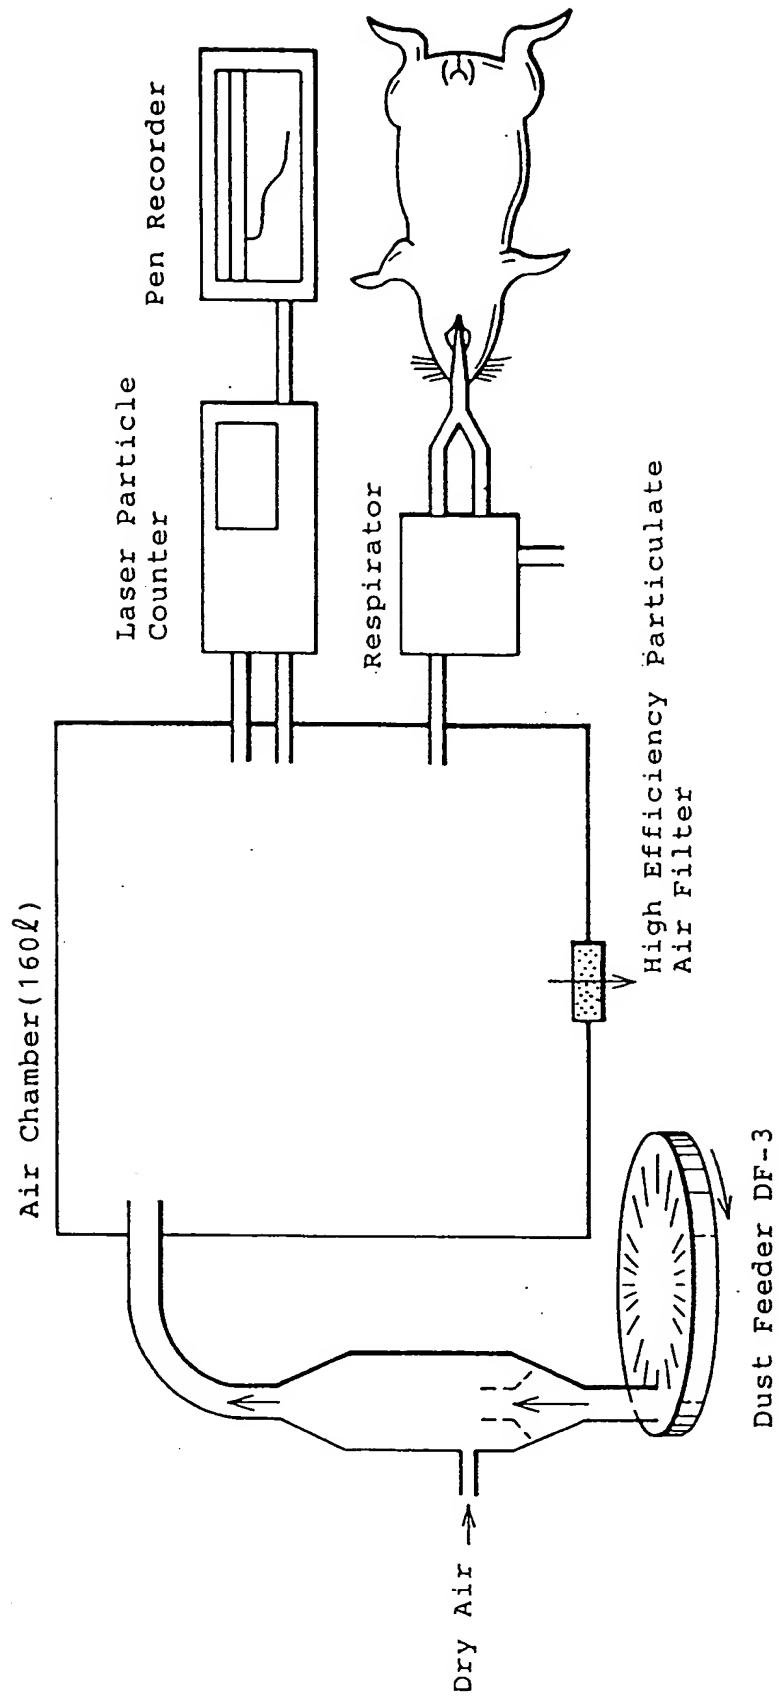 Air Chamber(160ℓ)
Laser Particle
Counter
Pen Recorder
Respirator
High Efficiency Particulate
Air Filter
Dry Air
Dust Feeder DF-3